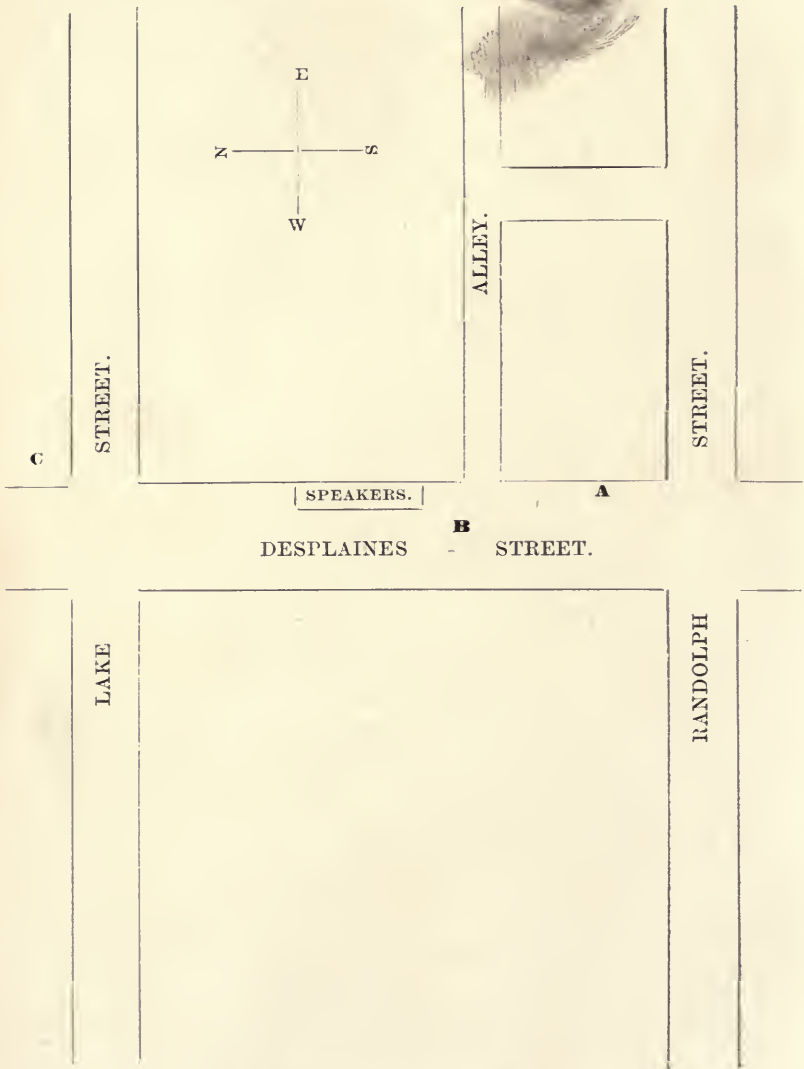 E
N
S
W
ALLEY.
STREET.
STREET.
C
SPEAKERS.
A
B
DESPLAINES - STREET.
LAKE
RANDOLPH